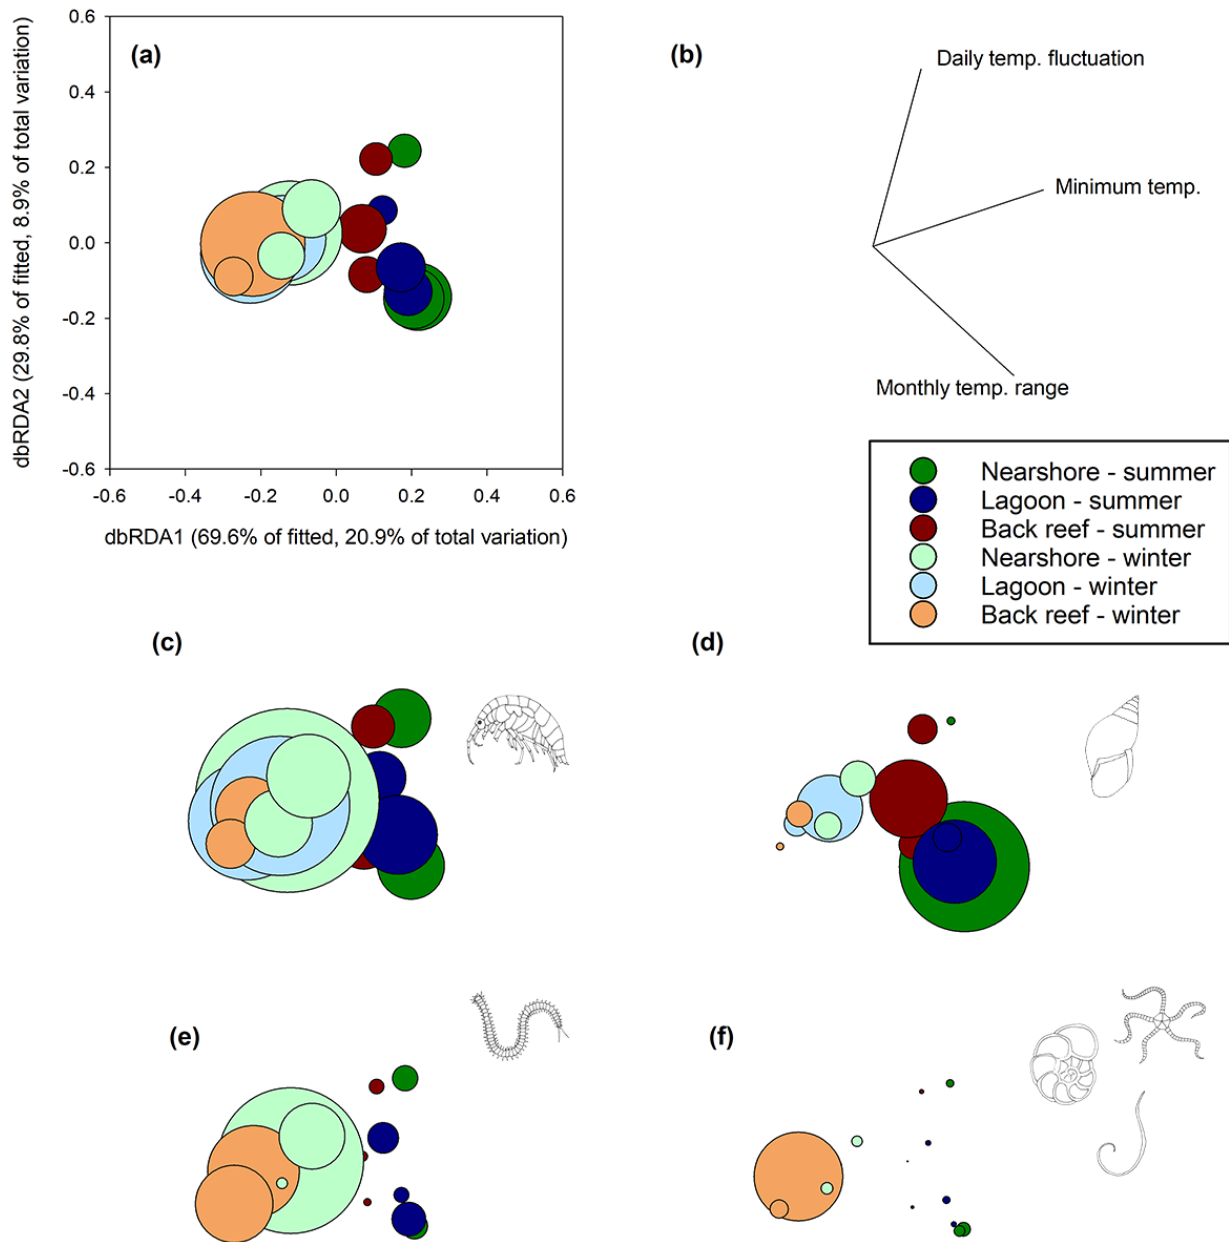 (a)
0.6
0.4
0.2
0.0
-0.2
-0.4
-0.6
dbRDA2 (29.8% of fitted, 8.9% of total variation)
-0.6
-0.4
-0.2
0.0
0.2
0.4
0.6
dbRDA1 (69.6% of fitted, 20.9% of total variation)
(b)
Daily temp. fluctuation
Minimum temp.
Monthly temp. range
Nearshore - summer
Lagoon - summer
Back reef - summer
Nearshore - winter
Lagoon - winter
Back reef - winter
(c)
(d)
(e)
(f)